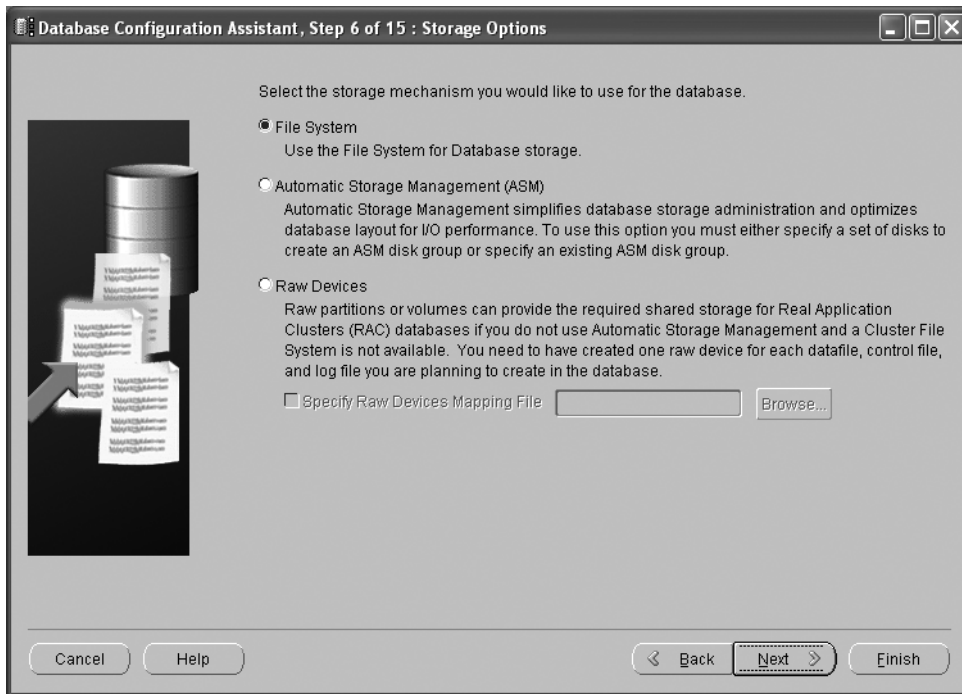 Database Configuration Assistant, Step 6 of 15 : Storage Options
Select the storage mechanism you would like to use for the database.
File System
Use the File System for Database storage.
Automatic Storage Management (ASM)
Automatic Storage Management simplifies database storage administration and optimizes
database layout for I/O performance. To use this option you must either specify a set of disks to
create an ASM disk group or specify an existing ASM disk group.
Raw Devices
Raw partitions or volumes can provide the required shared storage for Real Application
Clusters (RAC) databases if you do not use Automatic Storage Management and a Cluster File
System is not available. You need to have created one raw device for each datafile, control file,
and log file you are planning to create in the database.
Specify Raw Devices Mapping File
Browse...
Cancel
Help
Back
Next
Finish